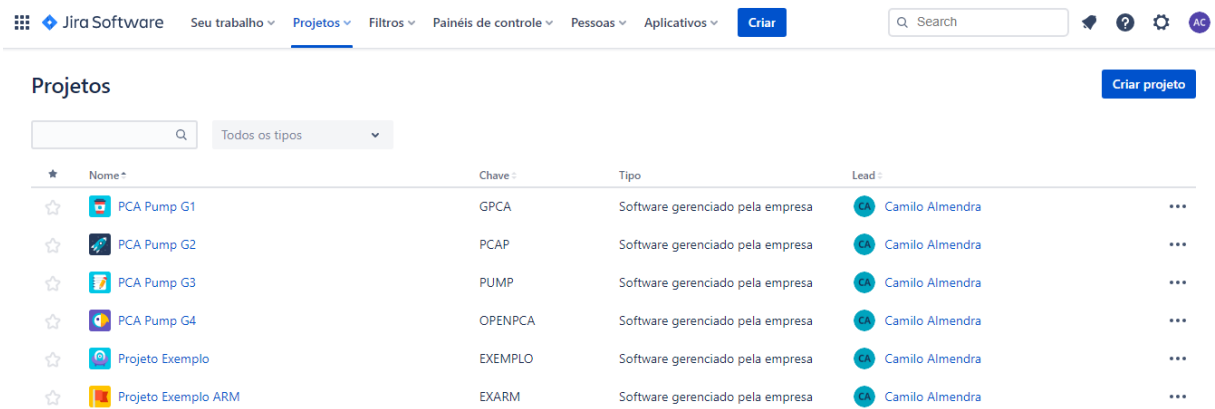 Jira Software Seu trabalho Projetos Filtros Painéis de controle Pessoas Aplicativos Criar Search AC
Projetos Criar projeto
Todos os tipos
Nome Chave Tipo Lead
PCA Pump G1 GPCA Software gerenciado pela empresa CA Camilo Almendra
PCA Pump G2 PCAP Software gerenciado pela empresa CA Camilo Almendra
PCA Pump G3 PUMP Software gerenciado pela empresa CA Camilo Almendra
PCA Pump G4 OPENPCA Software gerenciado pela empresa CA Camilo Almendra
Projeto Exemplo EXEMPLO Software gerenciado pela empresa CA Camilo Almendra
Projeto Exemplo ARM EXARM Software gerenciado pela empresa CA Camilo Almendra